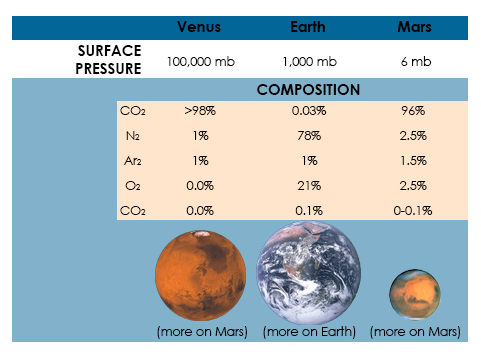 Venus Earth Mars
SURFACE PRESSURE 100,000 mb 1,000 mb 6 mb
COMPOSITION
CO2 >98% 0.03% 96%
N2 1% 78% 2.5%
Ar2 1% 1% 1.5%
O2 0.0% 21% 2.5%
CO2 0.0% 0.1% 0-0.1%
(more on Mars) (more on Earth) (more on Mars)